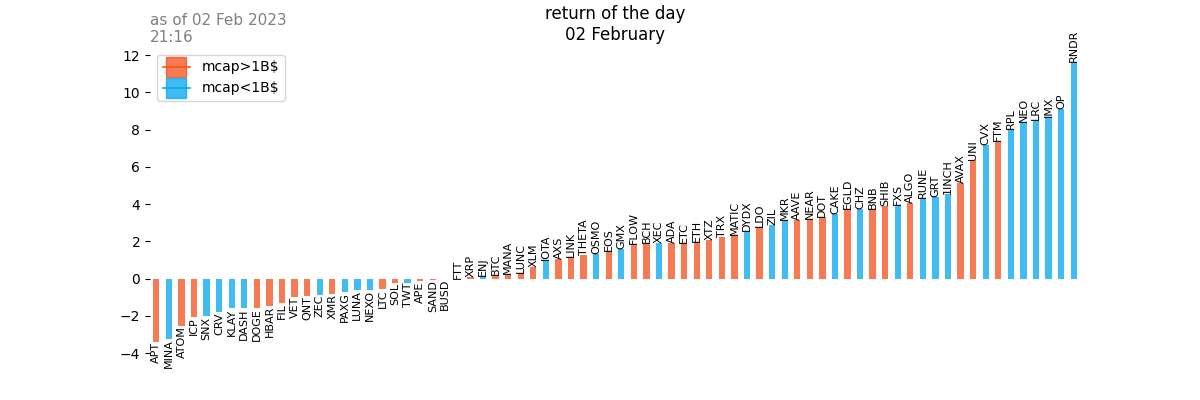 as of 02 Feb 2023
21:16
return of the day
02 February
mcap>1B$
mcap<1B$
12
10
8
6
4
2
0
−2
−4
APT
MINA
ATOM
ICP
SNX
CRV
KLAY
DASH
DOGE
HBAR
FIL
VET
QNT
ZEC
XMR
PAXG
LUNA
NEXO
LTC
SOL
TWT
APE
SAND
BUSD
FTT
XRP
ENJ
BTC
MANA
LUNC
XLM
IOTA
AXS
LINK
THETA
OSMO
EOS
GMX
FLOW
BCH
XEC
ADA
ETC
ETH
XTZ
TRX
MATIC
DYDX
LDO
ZIL
MKR
AAVE
NEAR
DOT
CAKE
EGLD
CHZ
BNB
SHIB
FXS
ALGO
RUNE
GRT
1INCH
AVAX
UNI
CVX
FTM
RPL
NEO
LRC
IMX
OP
RNDR